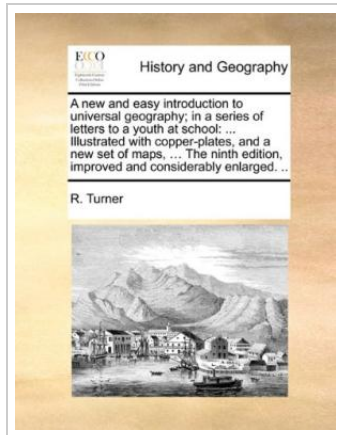 ECCO
History and Geography
A new and easy introduction to
universal geography; in a series of
letters to a youth at school: ...
Illustrated with copper-plates, and a
new set of maps, ... The ninth edition,
improved and considerably enlarged. ..
R. Turner